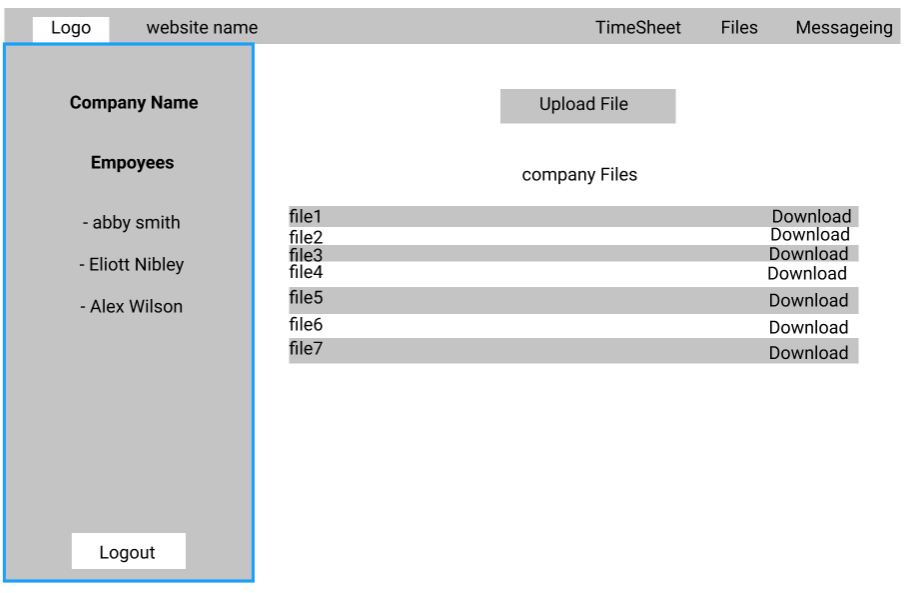 Logo website name TimeSheet Files Messageing
Company Name
Empoyees
- abby smith
- Eliott Nibley
- Alex Wilson
Logout
Upload File
company Files
file1 Download
file2 Download
file3 Download
file4 Download
file5 Download
file6 Download
file7 Download